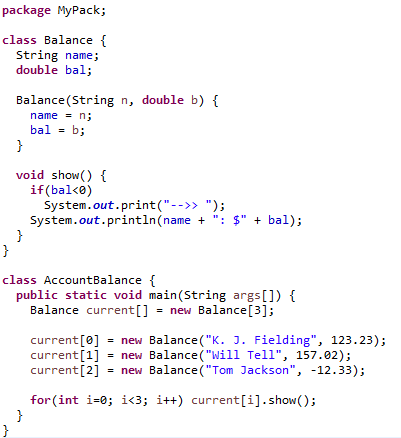 package MyPack;

class Balance {
  String name;
  double bal;

  Balance(String n, double b) {
    name = n;
    bal = b;
  }

  void show() {
    if(bal<0)
      System.out.print("-->> ");
    System.out.println(name + ": $" + bal);
  }
}

class AccountBalance {
  public static void main(String args[]) {
    Balance current[] = new Balance[3];

    current[0] = new Balance("K. J. Fielding", 123.23);
    current[1] = new Balance("Will Tell", 157.02);
    current[2] = new Balance("Tom Jackson", -12.33);

    for(int i=0; i<3; i++) current[i].show();
  }
}